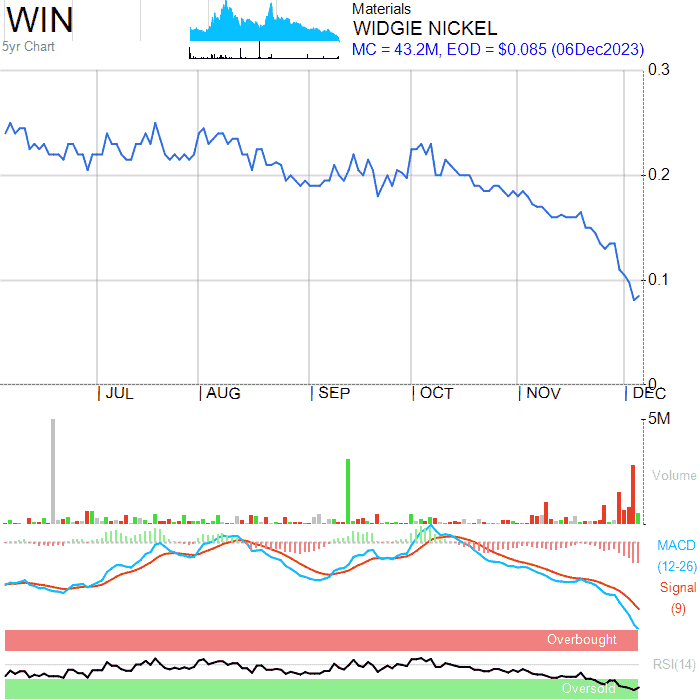 WIN
5yr Chart
Materials
WIDGIE NICKEL
MC = 43.2M, EOD = $0.085 (06Dec2023)
0.3
0.2
0.1
0
JUL
AUG
SEP
OCT
NOV
DEC
5M
Volume
MACD
(12-26)
Signal
(9)
Overbought
RSI(14)
Oversold